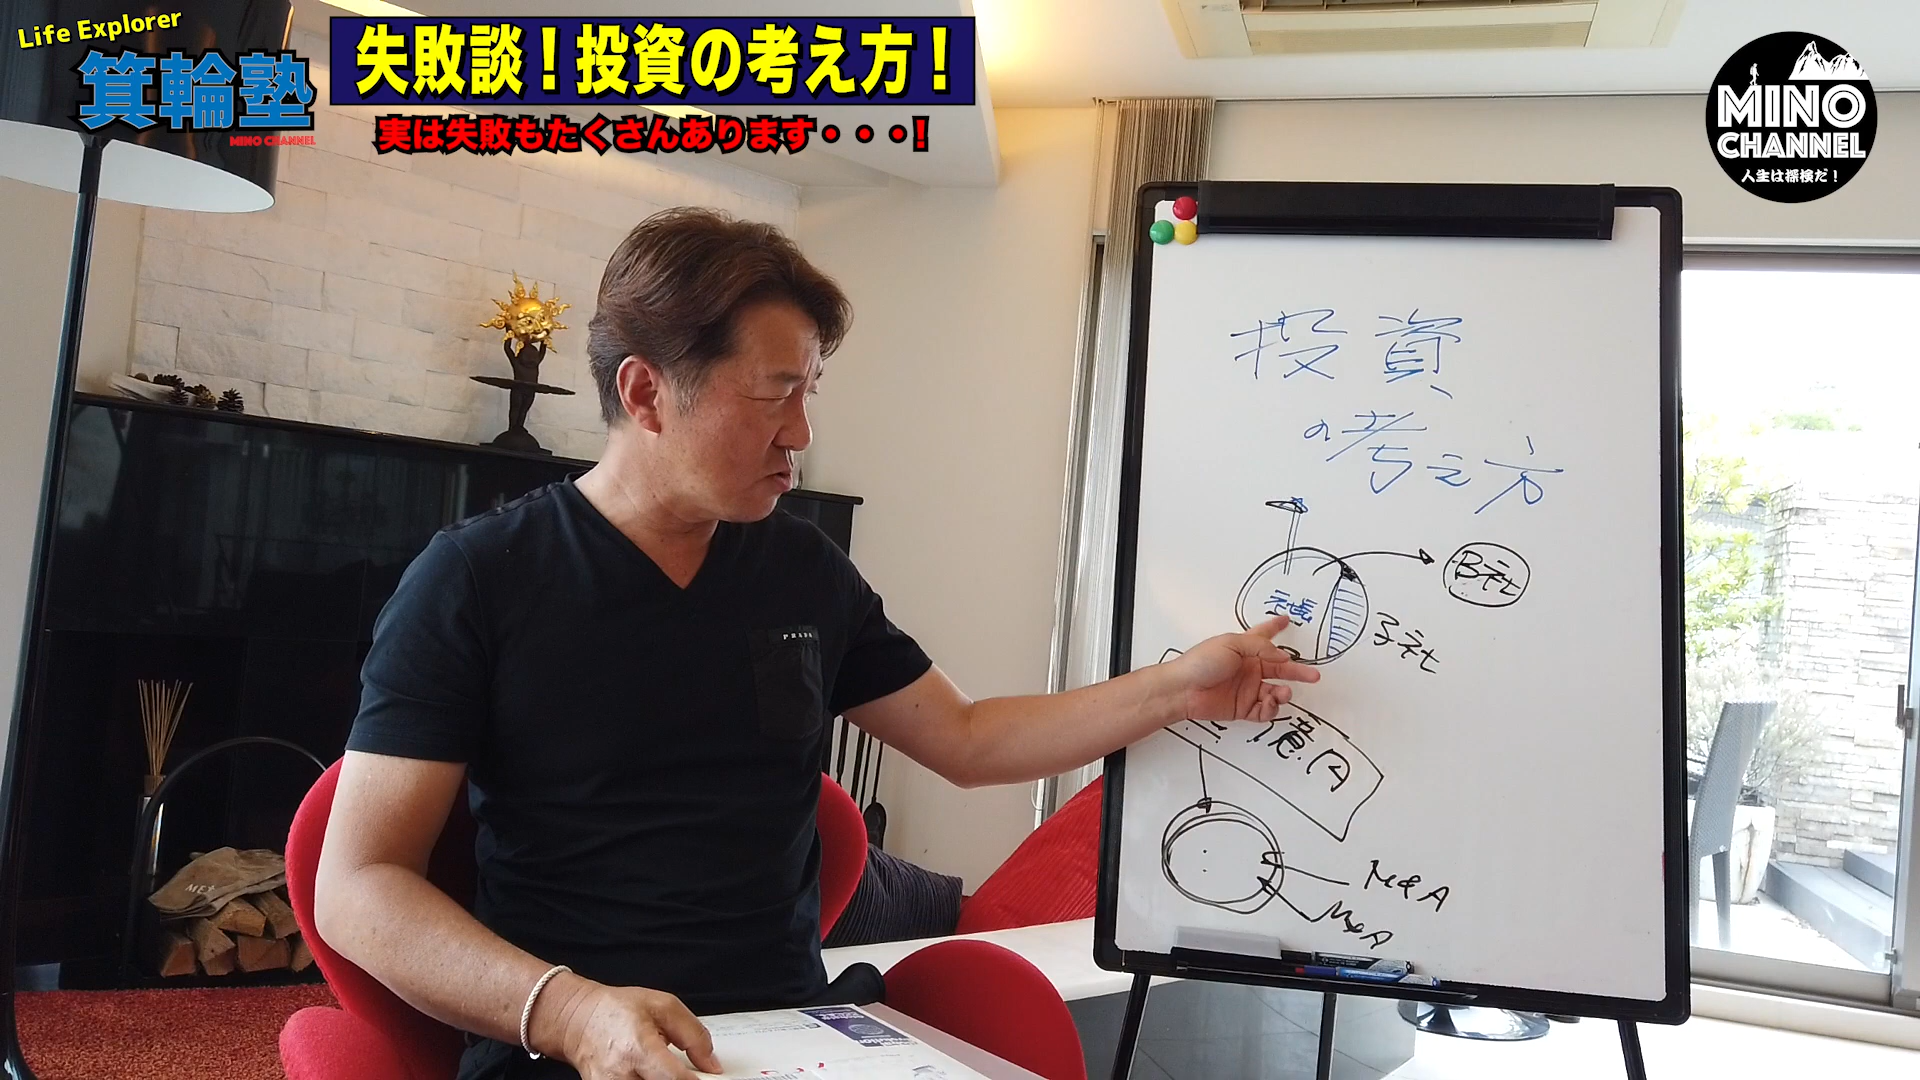 Life Explorer
箕輪塾
MINO CHANNEL
失敗談！投資の考え方！
実は失敗もたくさんあります・・・！
MINO
CHANNEL
人生は探検だ！
投資
の考え方
B社
子社
億円
M&A
M&A
PRADA